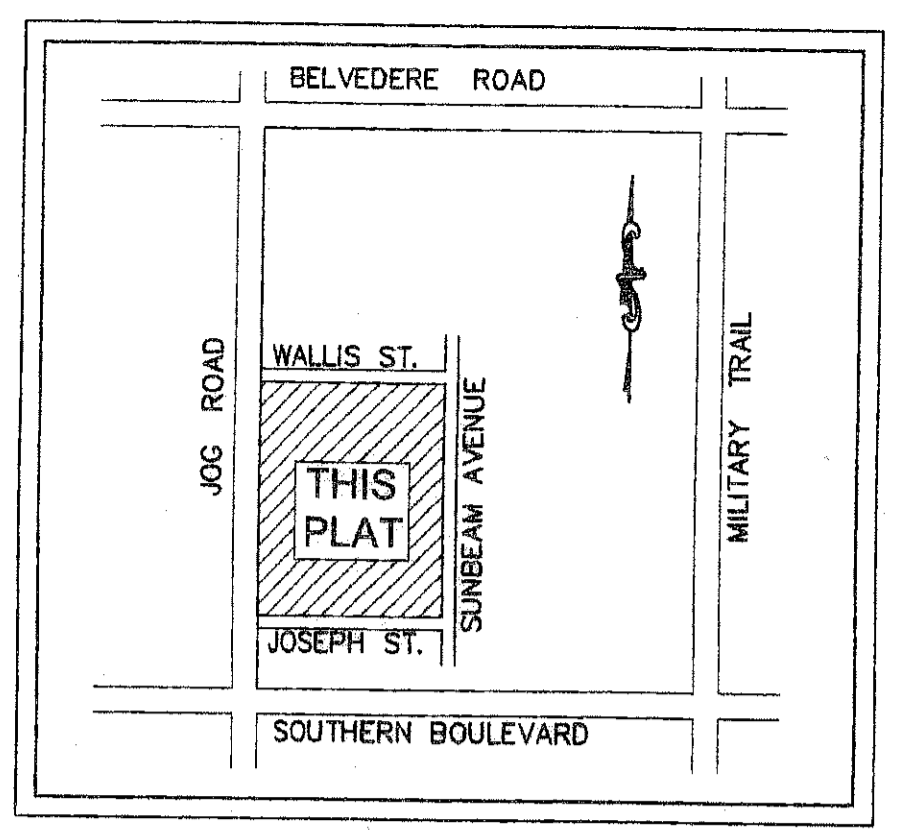 BELVEDERE ROAD
JOG ROAD
WALLIS ST.
THIS
PLAT
SUNBEAM AVENUE
MILITARY TRAIL
JOSEPH ST.
SOUTHERN BOULEVARD